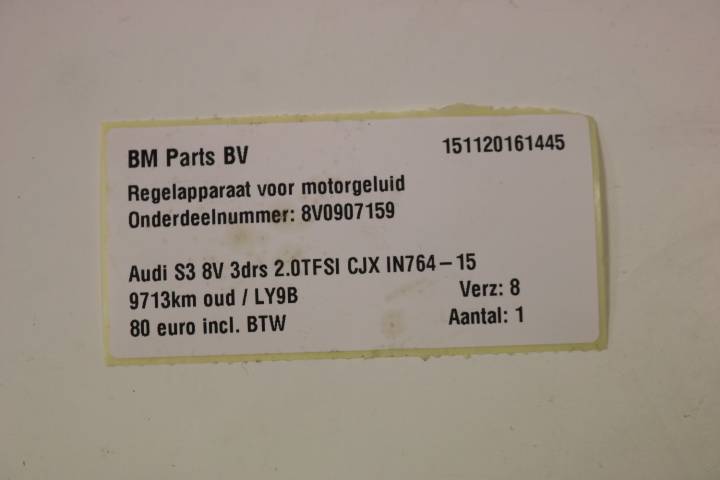 BM Parts BV 151120161445
Regelapparaat voor motorgeluid
Onderdeelnummer: 8V0907159
Audi S3 8V 3drs 2.0TFSI CJX IN764-15
9713km oud / LY9B Verz: 8
80 euro incl. BTW Aantal: 1